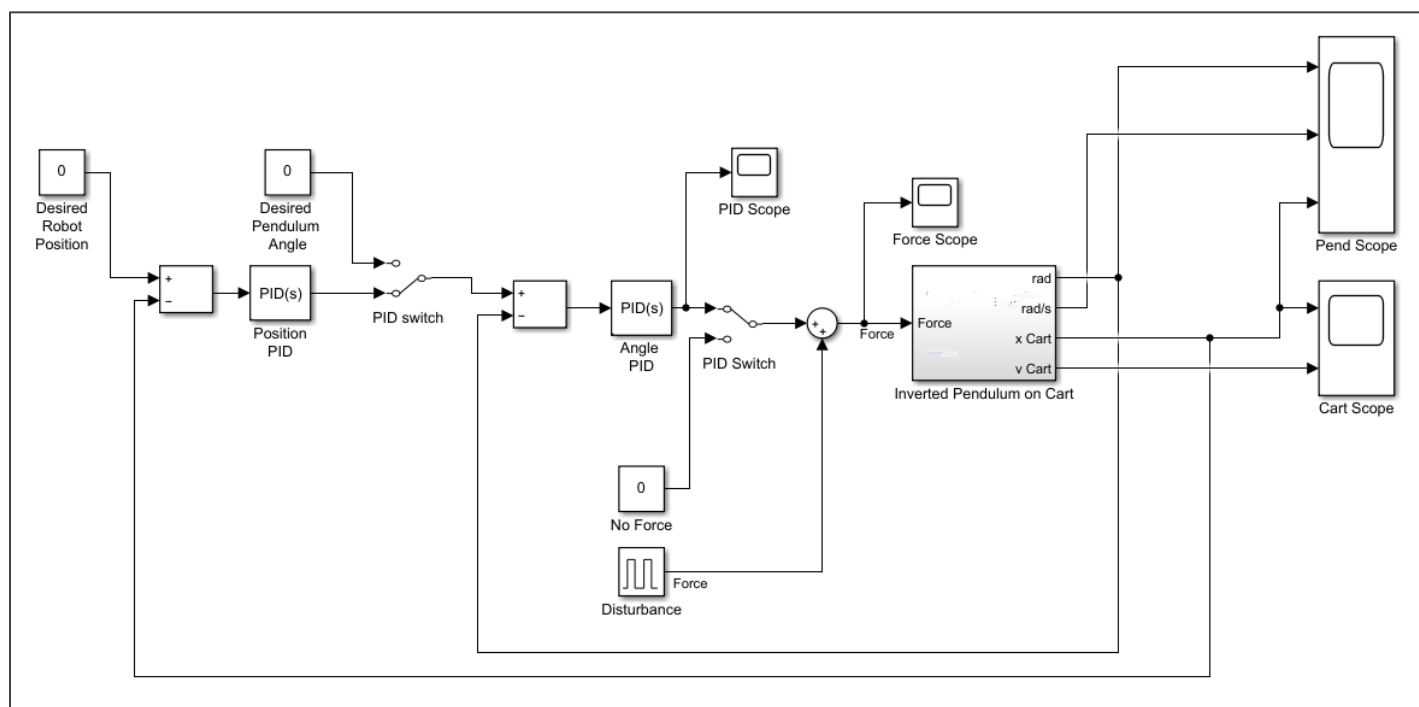 0
Desired
Robot
Position
0
Desired
Pendulum
Angle
+
−
PID(s)
Position
PID
PID switch
+
−
PID(s)
Angle
PID
PID Scope
PID Switch
0
No Force
Disturbance
Force
+
+
Force
Force Scope
Force
rad
rad/s
x Cart
v Cart
Inverted Pendulum on Cart
Pend Scope
Cart Scope